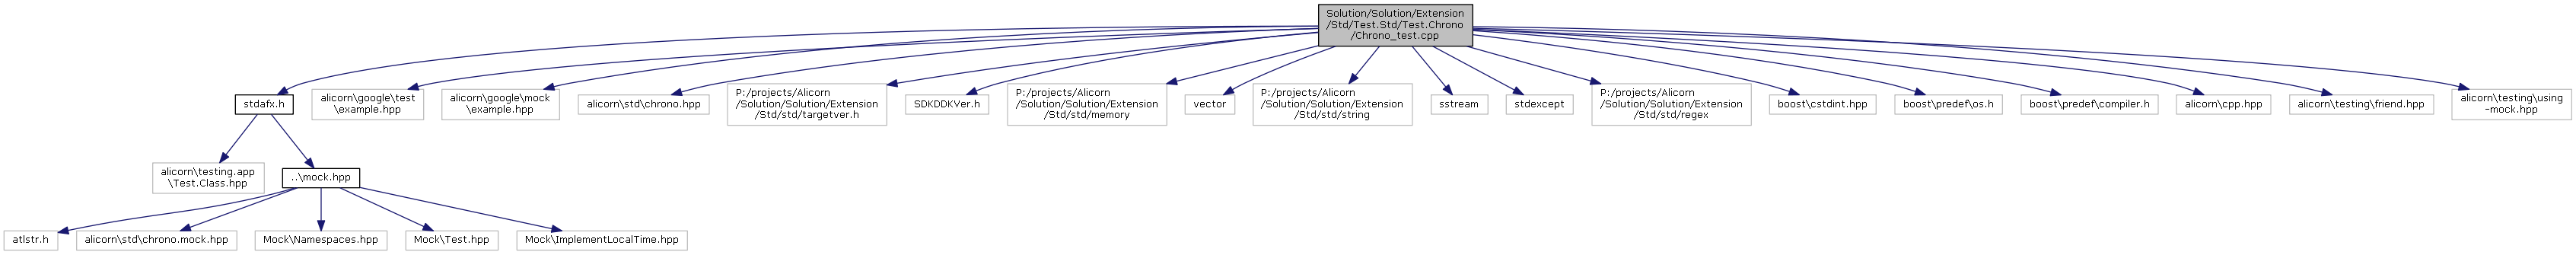 Solution/Solution/Extension
/Std/Test.Std/Test.Chrono
/Chrono_test.cpp
stdafx.h
alicorn\google\test
\example.hpp
alicorn\google\mock
\example.hpp
alicorn\std\chrono.hpp
P:/projects/Alicorn
/Solution/Solution/Extension
/Std/std/targetver.h
SDKDDKVer.h
P:/projects/Alicorn
/Solution/Solution/Extension
/Std/std/memory
vector
P:/projects/Alicorn
/Solution/Solution/Extension
/Std/std/string
sstream
stdexcept
P:/projects/Alicorn
/Solution/Solution/Extension
/Std/std/regex
boost\cstdint.hpp
boost\predef\os.h
boost\predef\compiler.h
alicorn\cpp.hpp
alicorn\testing\friend.hpp
alicorn\testing\using
-mock.hpp
alicorn\testing.app
\Test.Class.hpp
..\mock.hpp
atlstr.h
alicorn\std\chrono.mock.hpp
Mock\Namespaces.hpp
Mock\Test.hpp
Mock\ImplementLocalTime.hpp